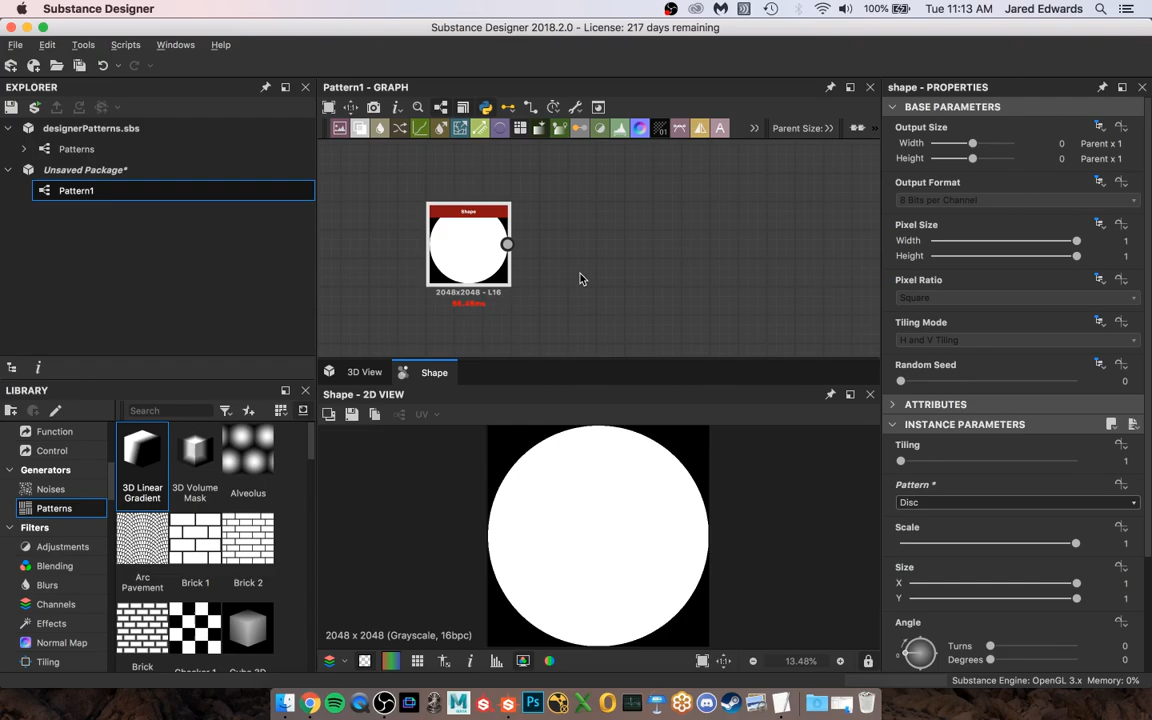 Substance Designer
100%
Tue 11:13 AM
Jared Edwards
Substance Designer 2018.2.0 - License: 217 days remaining
File
Edit
Tools
Scripts
Windows
Help
EXPLORER
designerPatterns.sbs
Patterns
Unsaved Package*
Pattern1
Pattern1 - GRAPH
01
A
>>
Parent Size:>>
Shape
2048x2048 - L16
3D View
Shape
Shape - 2D VIEW
UV
2048 x 2048 (Grayscale, 16bpc)
13.48%
LIBRARY
Search
Function
Control
Generators
Noises
Patterns
Filters
Adjustments
Blending
Blurs
Channels
Effects
Normal Map
Tiling
3D Linear Gradient
3D Volume Mask
Alveolus
Arc Pavement
Brick 1
Brick 2
Brick
Checker 1
Cube 3D
shape - PROPERTIES
BASE PARAMETERS
Output Size
Width 0 Parent x 1
Height 0 Parent x 1
Output Format
8 Bits per Channel
Pixel Size
Width 1
Height 1
Pixel Ratio
Square
Tiling Mode
H and V Tiling
Random Seed
0
ATTRIBUTES
INSTANCE PARAMETERS
Tiling
1
Pattern *
Disc
Scale
1
Size
X 1
Y 1
Angle
Turns 0
Degrees 0
Substance Engine: OpenGL 3.x Memory: 0%